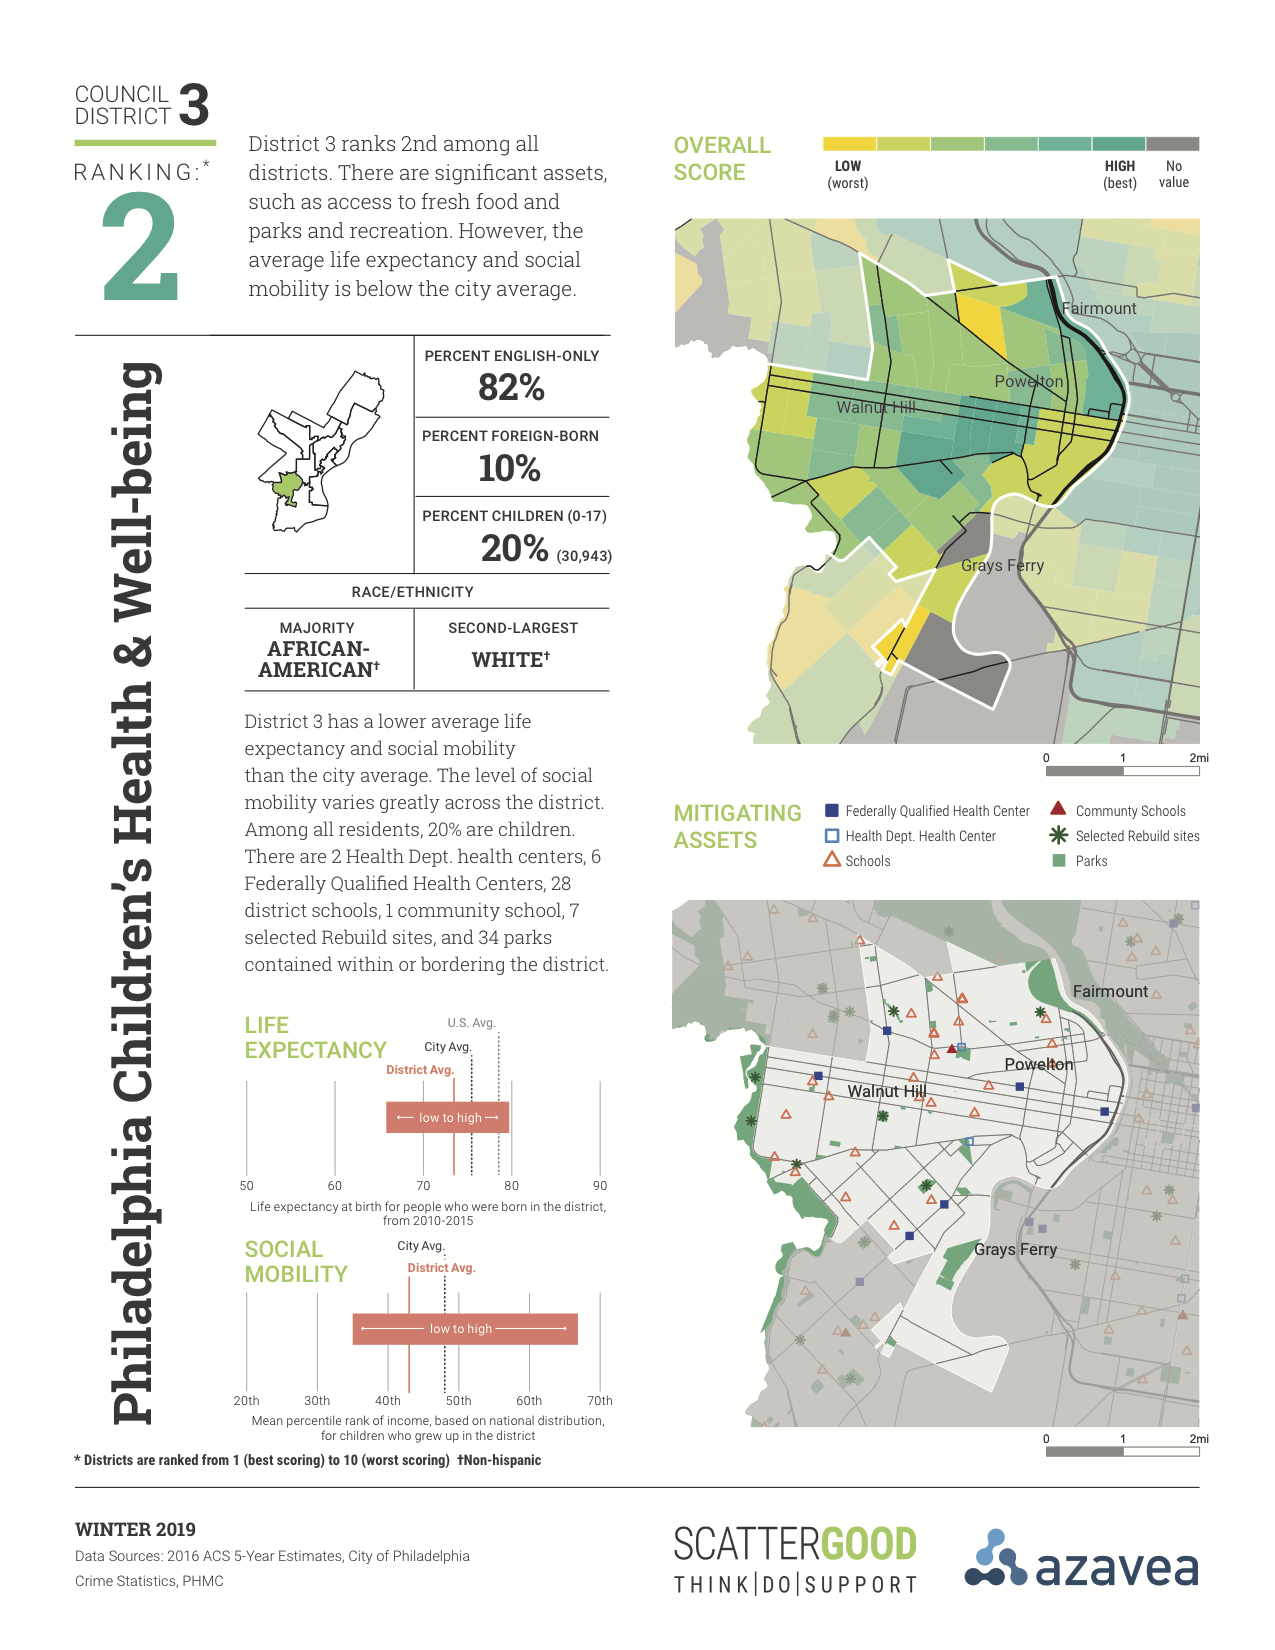 COUNCIL
DISTRICT 3
RANKING:*
2
District 3 ranks 2nd among all
districts. There are significant assets,
such as access to fresh food and
parks and recreation. However, the
average life expectancy and social
mobility is below the city average.
Philadelphia Children's Health & Well-being
PERCENT ENGLISH-ONLY
82%
PERCENT FOREIGN-BORN
10%
PERCENT CHILDREN (0-17)
20% (30,943)
RACE/ETHNICITY
MAJORITY
AFRICAN-
AMERICAN†
SECOND-LARGEST
WHITE†
District 3 has a lower average life
expectancy and social mobility
than the city average. The level of social
mobility varies greatly across the district.
Among all residents, 20% are children.
There are 2 Health Dept. health centers, 6
Federally Qualified Health Centers, 28
district schools, 1 community school, 7
selected Rebuild sites, and 34 parks
contained within or bordering the district.
LIFE
EXPECTANCY
U.S. Avg.
City Avg.
District Avg.
low to high
50 60 70 80 90
Life expectancy at birth for people who were born in the district,
from 2010-2015
SOCIAL
MOBILITY
City Avg.
District Avg.
low to high
20th 30th 40th 50th 60th 70th
Mean percentile rank of income, based on national distribution,
for children who grew up in the district
* Districts are ranked from 1 (best scoring) to 10 (worst scoring) †Non-hispanic
OVERALL
SCORE
LOW
(worst)
HIGH
(best)
No
value
Fairmount
Powelton
Walnut Hill
Grays Ferry
0 1 2mi
MITIGATING
ASSETS
Federally Qualified Health Center
Health Dept. Health Center
Schools
Communty Schools
Selected Rebuild sites
Parks
Fairmount
Powelton
Walnut Hill
Grays Ferry
0 1 2mi
WINTER 2019
Data Sources: 2016 ACS 5-Year Estimates, City of Philadelphia
Crime Statistics, PHMC
SCATTERGOOD
THINK|DO|SUPPORT
azavea